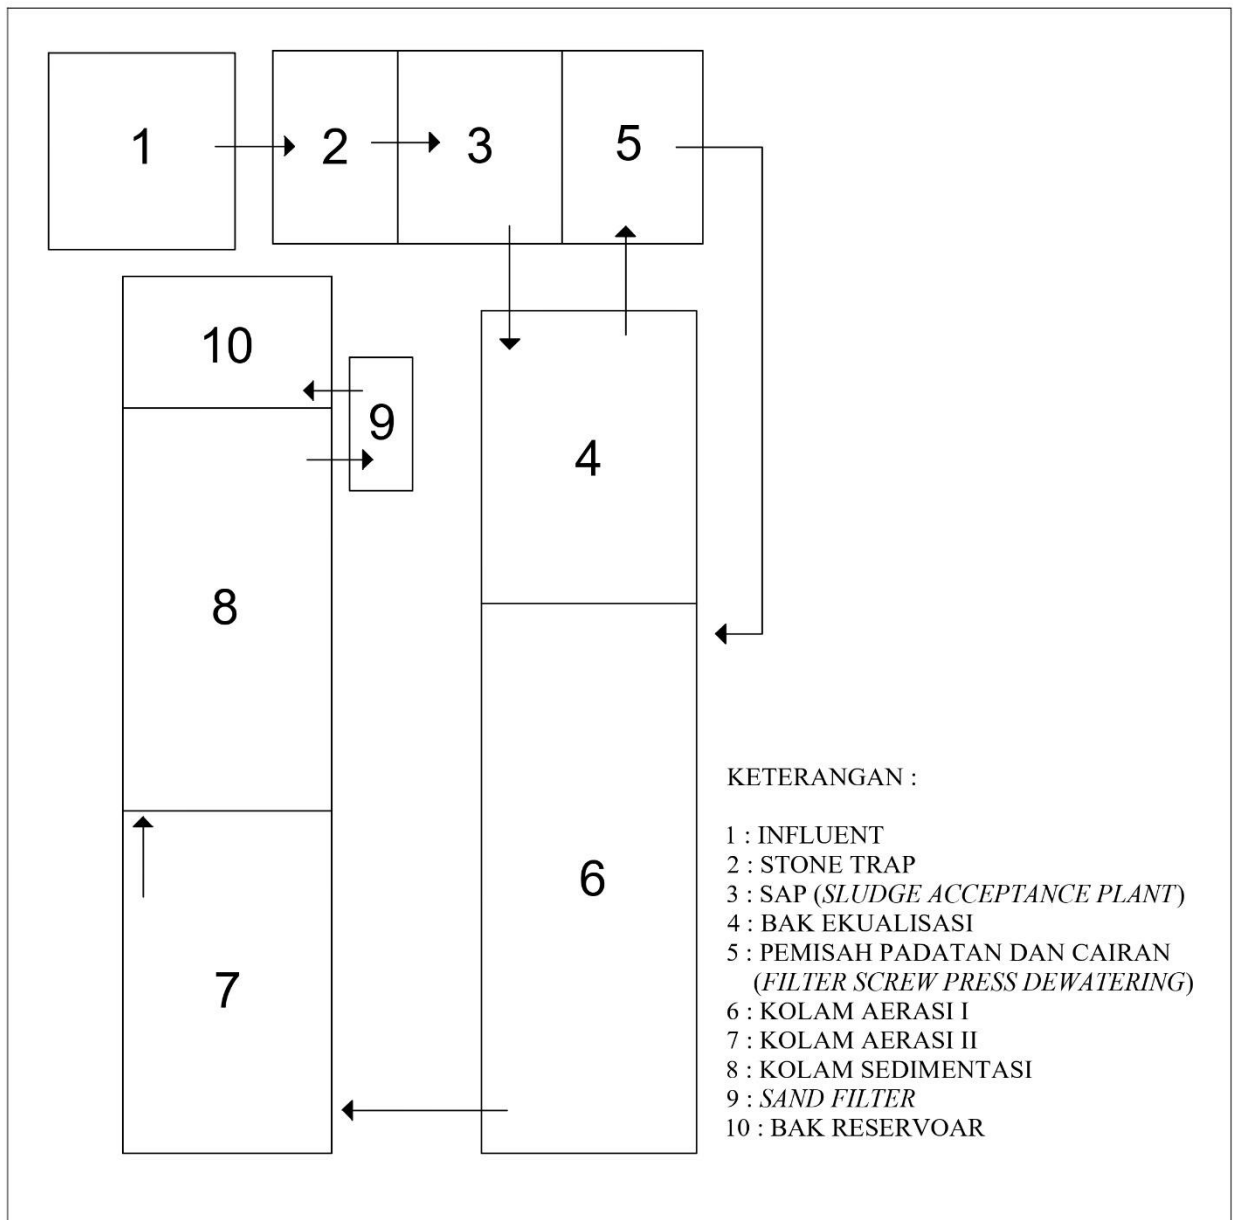 1
2
3
5
10
9
4
8
6
7
KETERANGAN :
1 : INFLUENT
2 : STONE TRAP
3 : SAP (SLUDGE ACCEPTANCE PLANT)
4 : BAK EKUALISASI
5 : PEMISAH PADATAN DAN CAIRAN
(FILTER SCREW PRESS DEWATERING)
6 : KOLAM AERASI I
7 : KOLAM AERASI II
8 : KOLAM SEDIMENTASI
9 : SAND FILTER
10 : BAK RESERVOAR